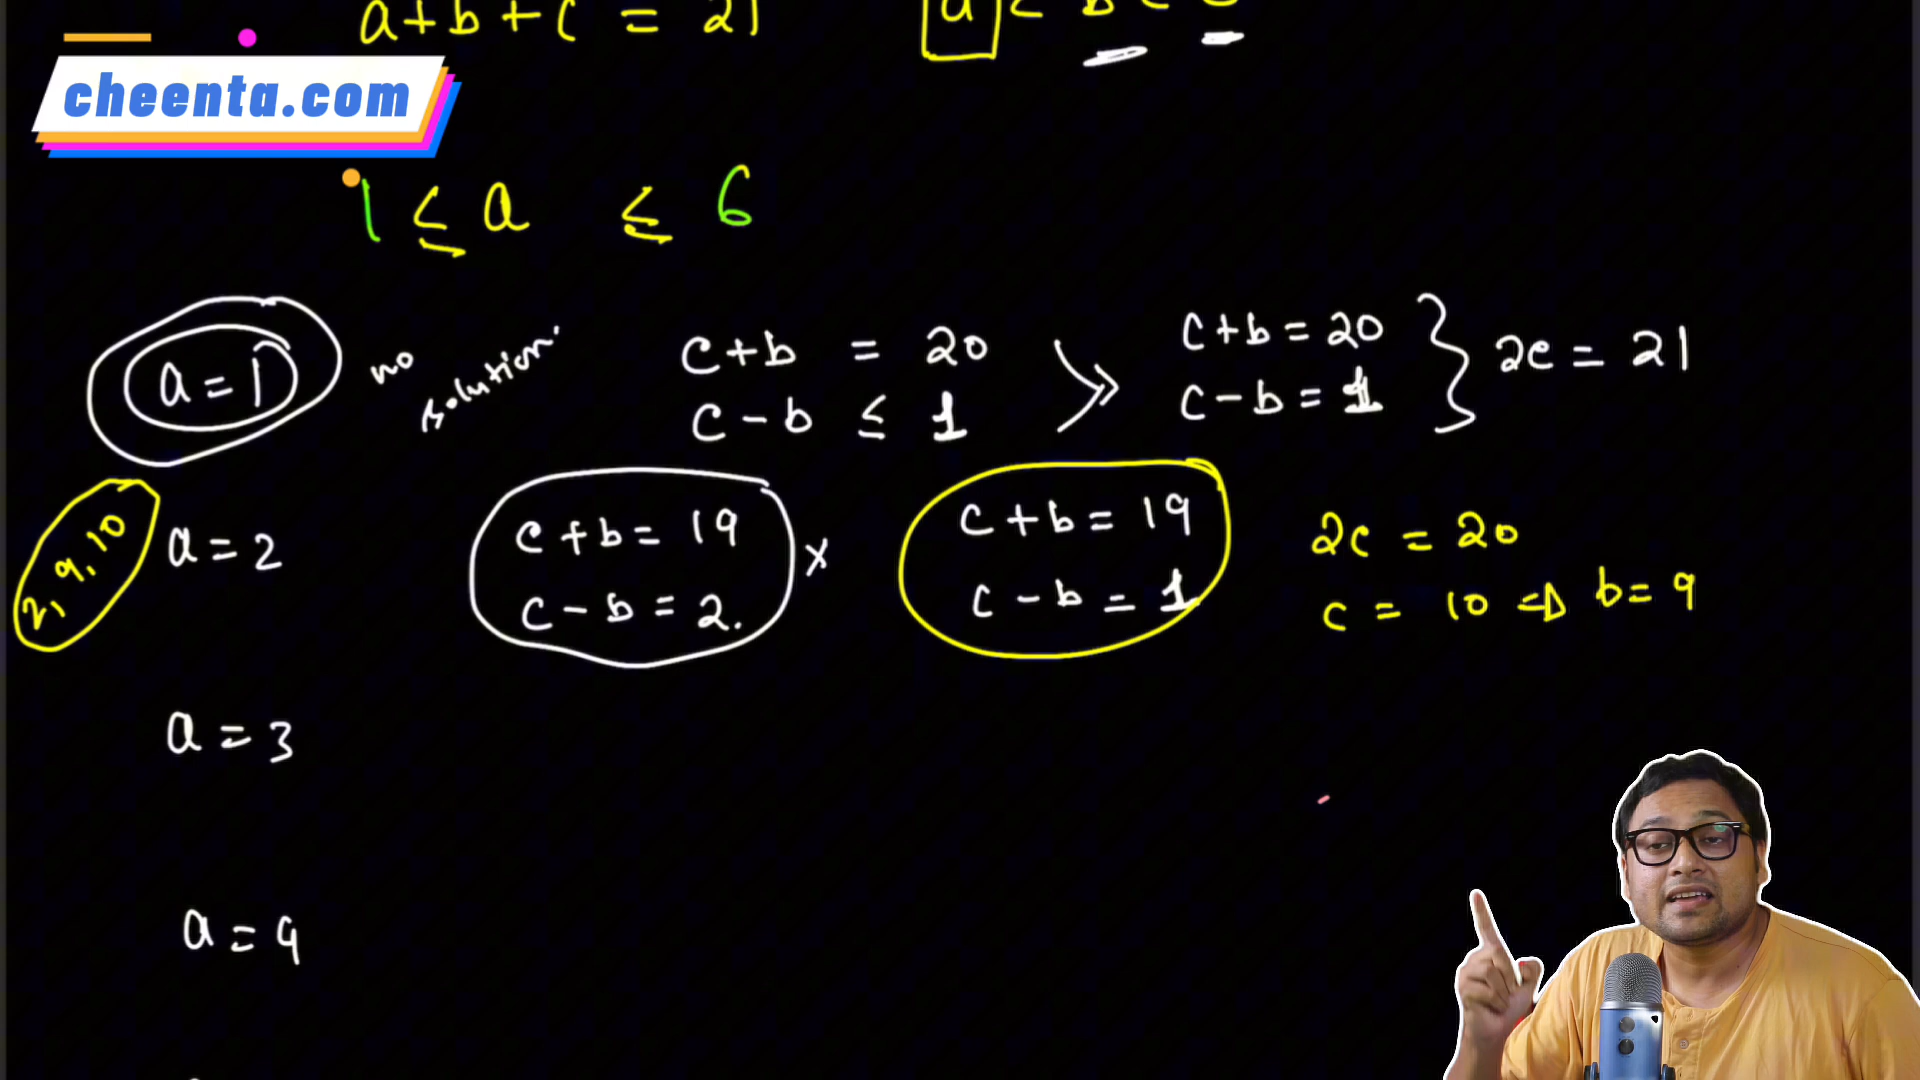 a+b+c = 21 a < b < c
cheenta.com
1 ≤ a ≤ 6
a = 1 no solution. c+b = 20 c+b = 20 2c = 21
c-b ≤ 1 c-b = 1
2, 9, 10 a = 2 c+b = 19 x c+b = 19 2c = 20
c-b = 2. c-b = 1 c = 10 ⇒ b = 9
a = 3
a = 4